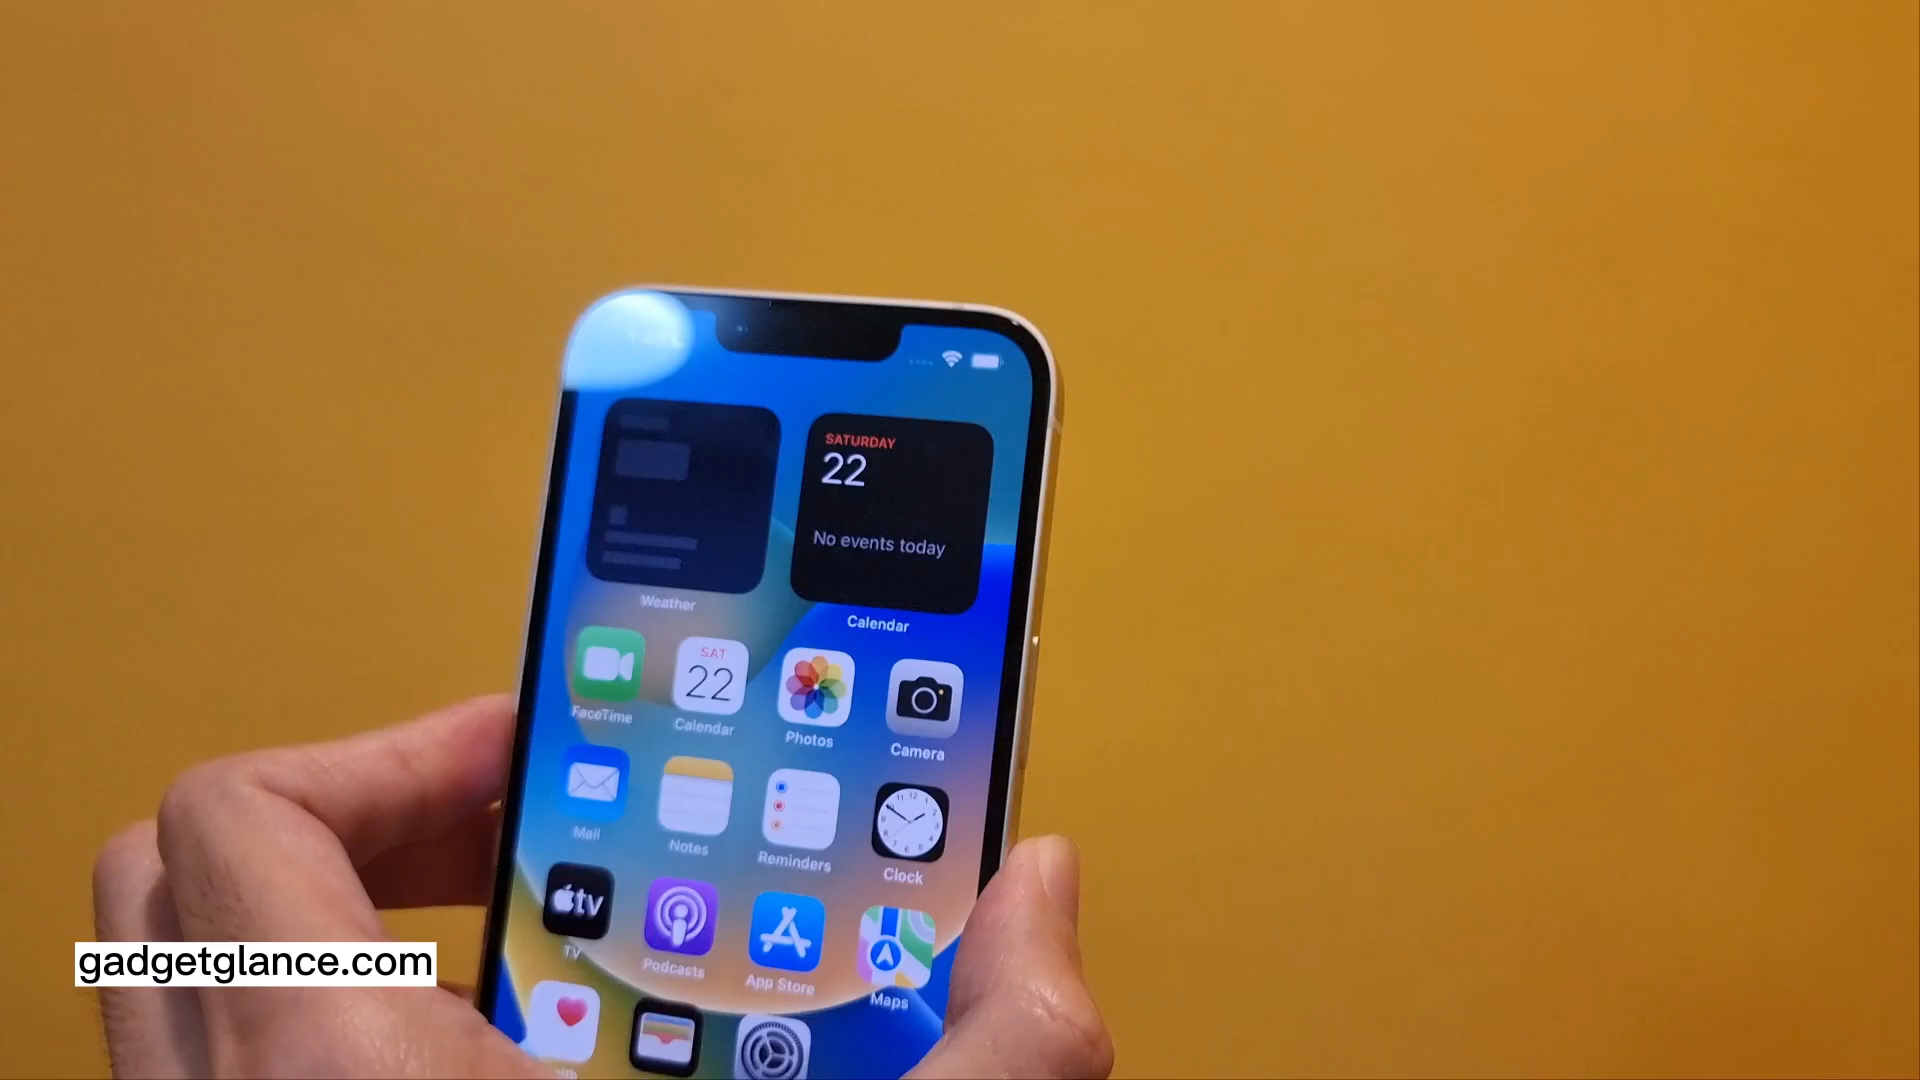 SATURDAY
22
No events today
Weather
Calendar
SAT
22
FaceTime
Calendar
Photos
Camera
Mail
Notes
Reminders
Clock
tv
TV
Podcasts
App Store
Maps
gadgetglance.com